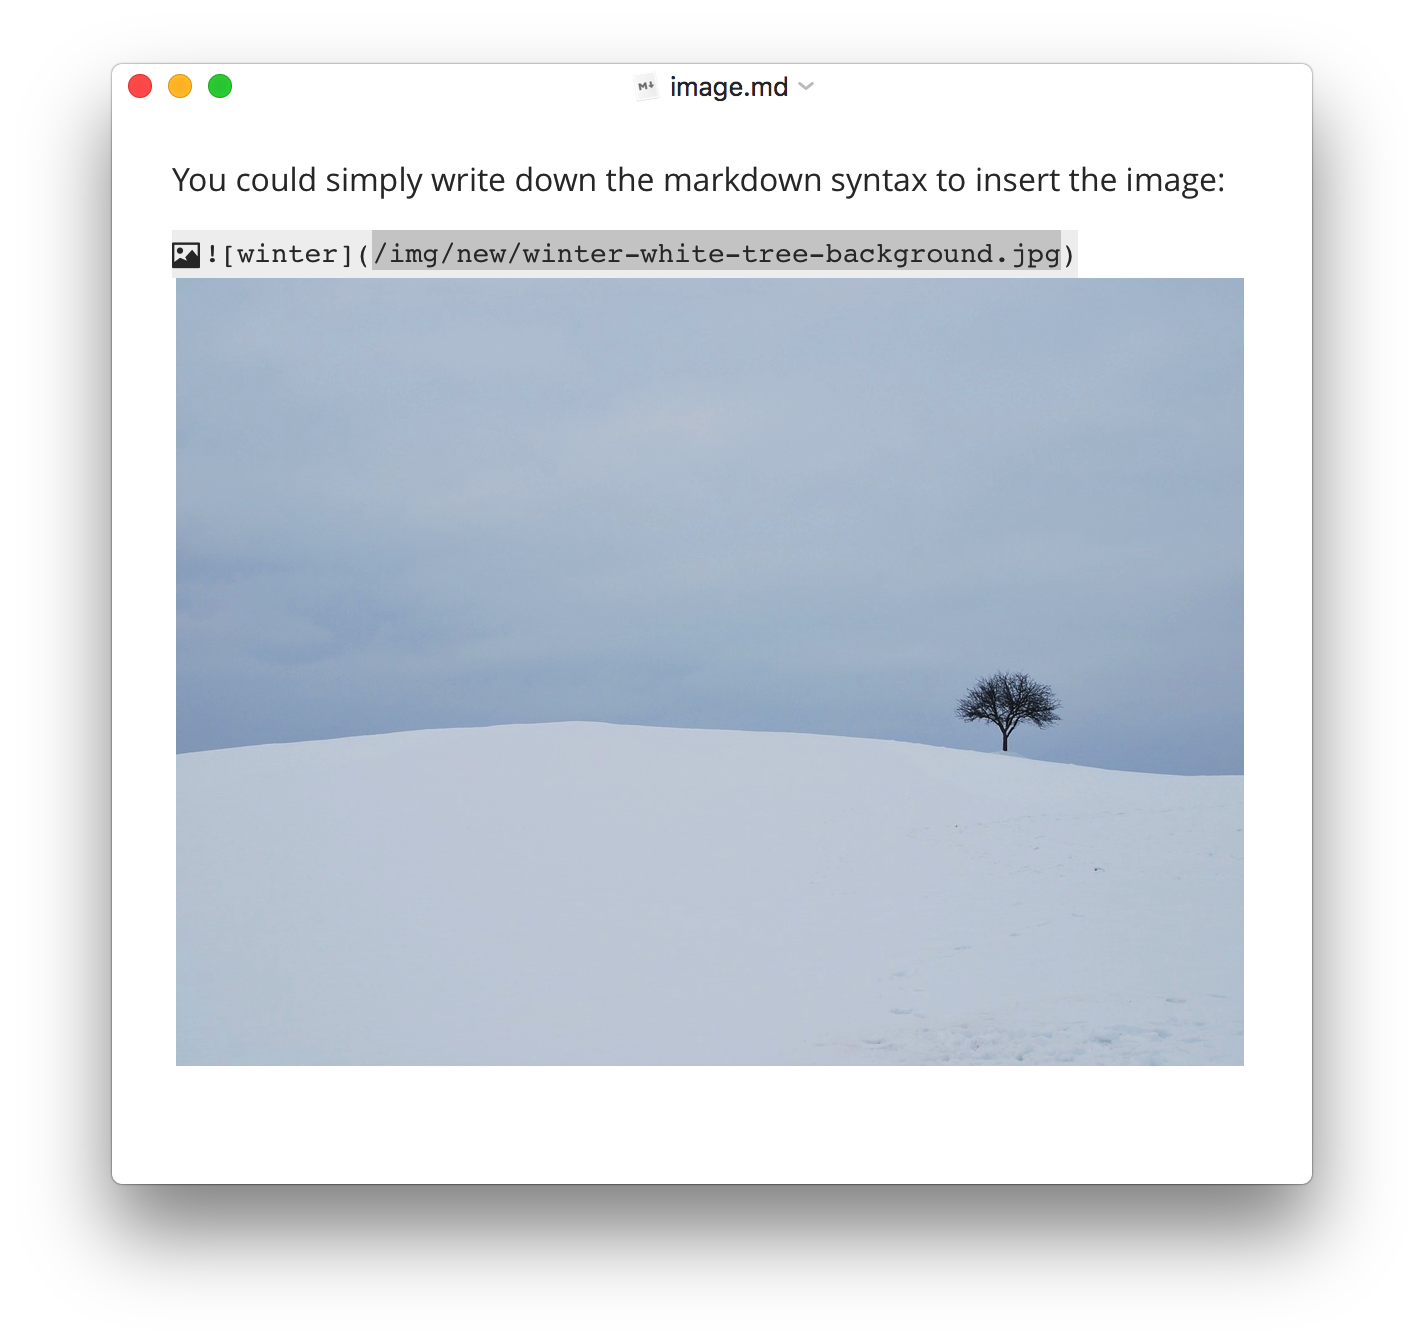 image.md
You could simply write down the markdown syntax to insert the image:
![winter](/img/new/winter-white-tree-background.jpg)